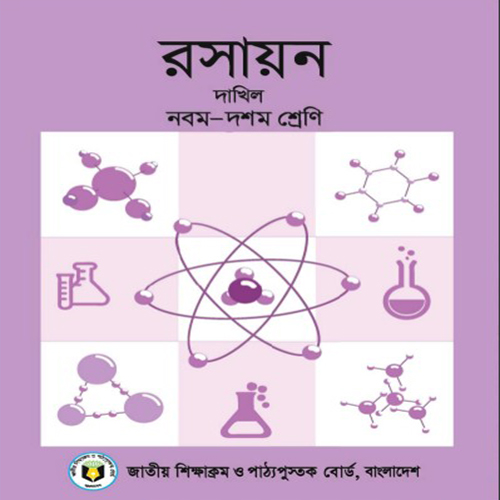 রসায়ন
দাখিল
নবম–দশম শ্রেণি
জাতীয় শিক্ষাক্রম ও পাঠ্যপুস্তক বোর্ড, বাংলাদেশ